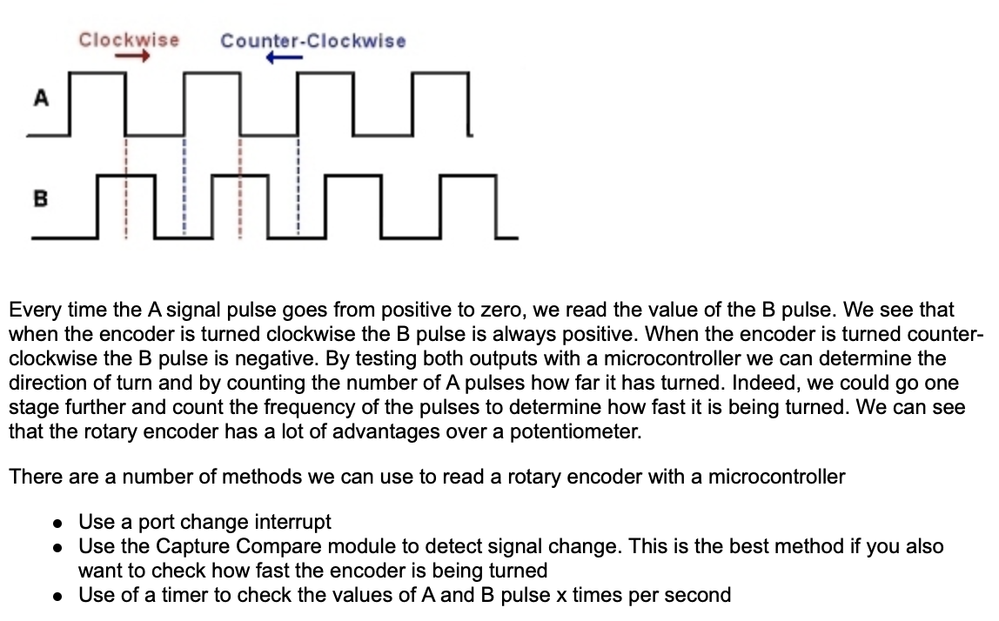 Clockwise Counter-Clockwise
A
B
Every time the A signal pulse goes from positive to zero, we read the value of the B pulse. We see that
when the encoder is turned clockwise the B pulse is always positive. When the encoder is turned counter-
clockwise the B pulse is negative. By testing both outputs with a microcontroller we can determine the
direction of turn and by counting the number of A pulses how far it has turned. Indeed, we could go one
stage further and count the frequency of the pulses to determine how fast it is being turned. We can see
that the rotary encoder has a lot of advantages over a potentiometer.
There are a number of methods we can use to read a rotary encoder with a microcontroller
• Use a port change interrupt
• Use the Capture Compare module to detect signal change. This is the best method if you also
want to check how fast the encoder is being turned
• Use of a timer to check the values of A and B pulse x times per second